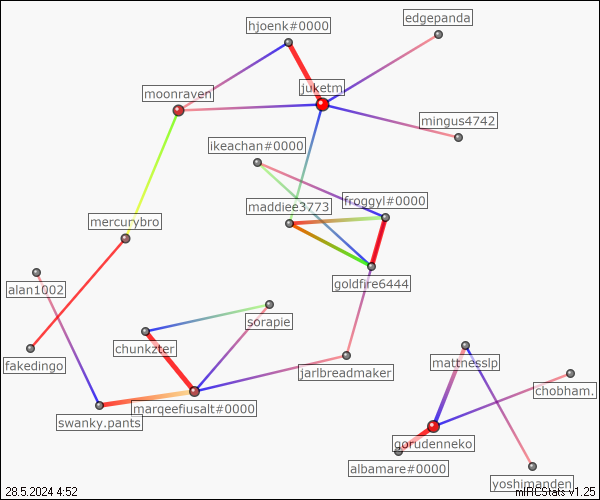 edgepanda
hjoenk#0000
juketm
moonraven
mingus4742
ikeachan#0000
froggyl#0000
maddiee3773
mercurybro
goldfire6444
alan1002
sorapie
chunkzter
mattnesslp
fakedingo
jarlbreadmaker
chobham.
marqeefiusalt#0000
swanky.pants
gorudenneko
albamare#0000
yoshimanden
28.5.2024 4:52
mIRCStats v1.25